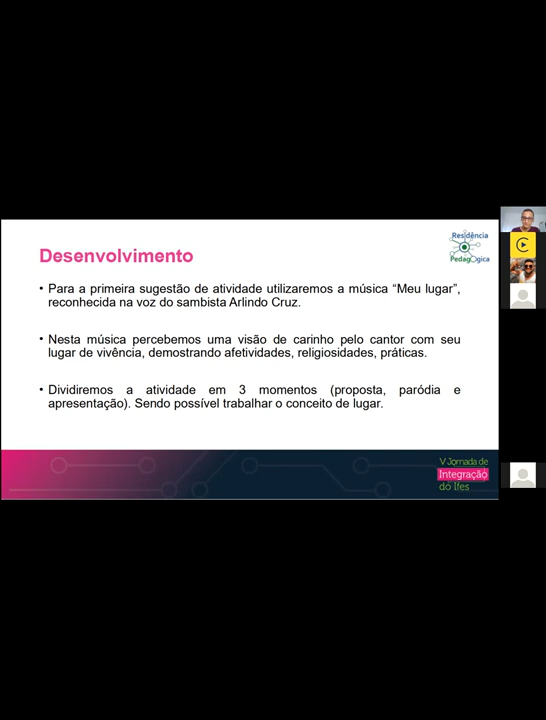 Residência
Pedagógica
Desenvolvimento
• Para a primeira sugestão de atividade utilizaremos a música “Meu lugar”,
reconhecida na voz do sambista Arlindo Cruz.
• Nesta música percebemos uma visão de carinho pelo cantor com seu
lugar de vivência, demostrando afetividades, religiosidades, práticas.
• Dividiremos a atividade em 3 momentos (proposta, paródia e
apresentação). Sendo possível trabalhar o conceito de lugar.
V Jornada de
Integração
do Ifes